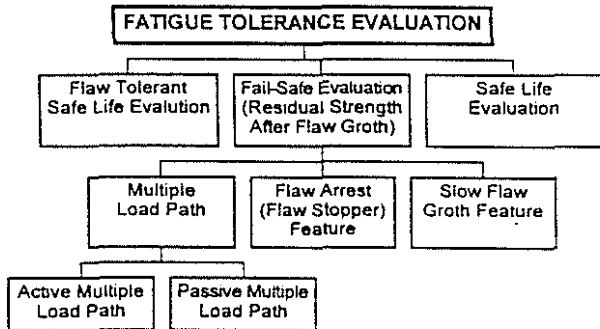 FATIGUE TOLERANCE EVALUATION
Flaw Tolerant
Safe Life Evalution
Fail-Safe Evaluation
(Residual Strength
After Flaw Groth)
Safe Life
Evaluation
Multiple
Load Path
Flaw Arrest
(Flaw Stopper)
Feature
Slow Flaw
Groth Feature
Active Multiple
Load Path
Passive Multiple
Load Path